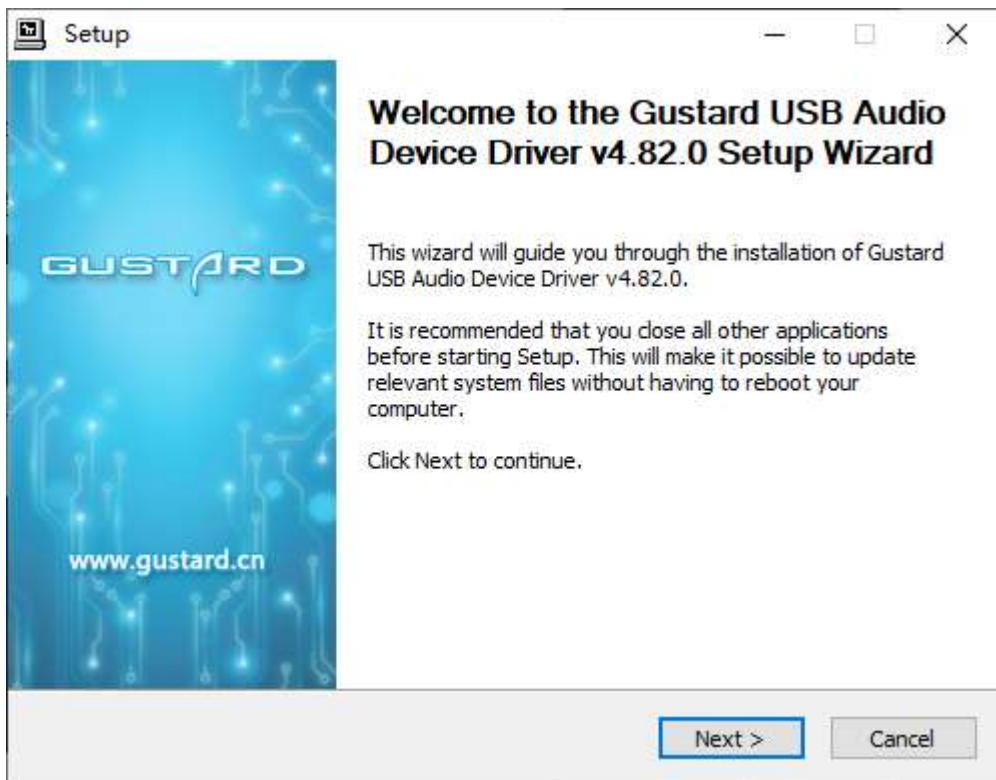 Setup
Welcome to the Gustard USB Audio
Device Driver v4.82.0 Setup Wizard
This wizard will guide you through the installation of Gustard
USB Audio Device Driver v4.82.0.
It is recommended that you close all other applications
before starting Setup. This will make it possible to update
relevant system files without having to reboot your
computer.
Click Next to continue.
GUSTARD
www.gustard.cn
Next >
Cancel